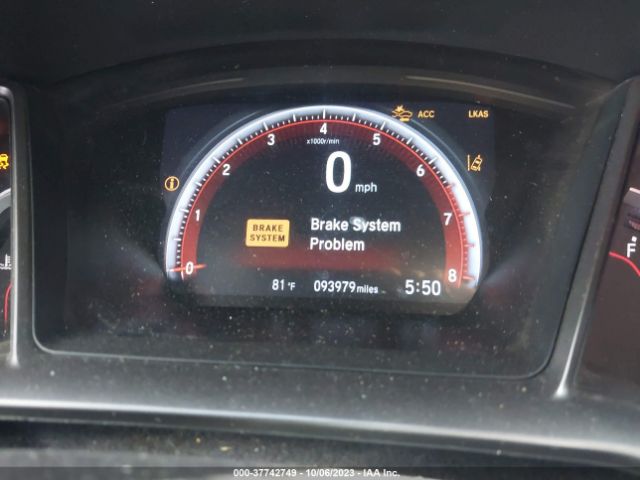 ACC LKAS
4
3 5
x1000r/min
2 6
0 mph
1 7
BRAKE SYSTEM
Brake System
Problem
0 8
81°F 093979 miles 5:50
F
000-37742749 - 10/06/2023 - IAA Inc.